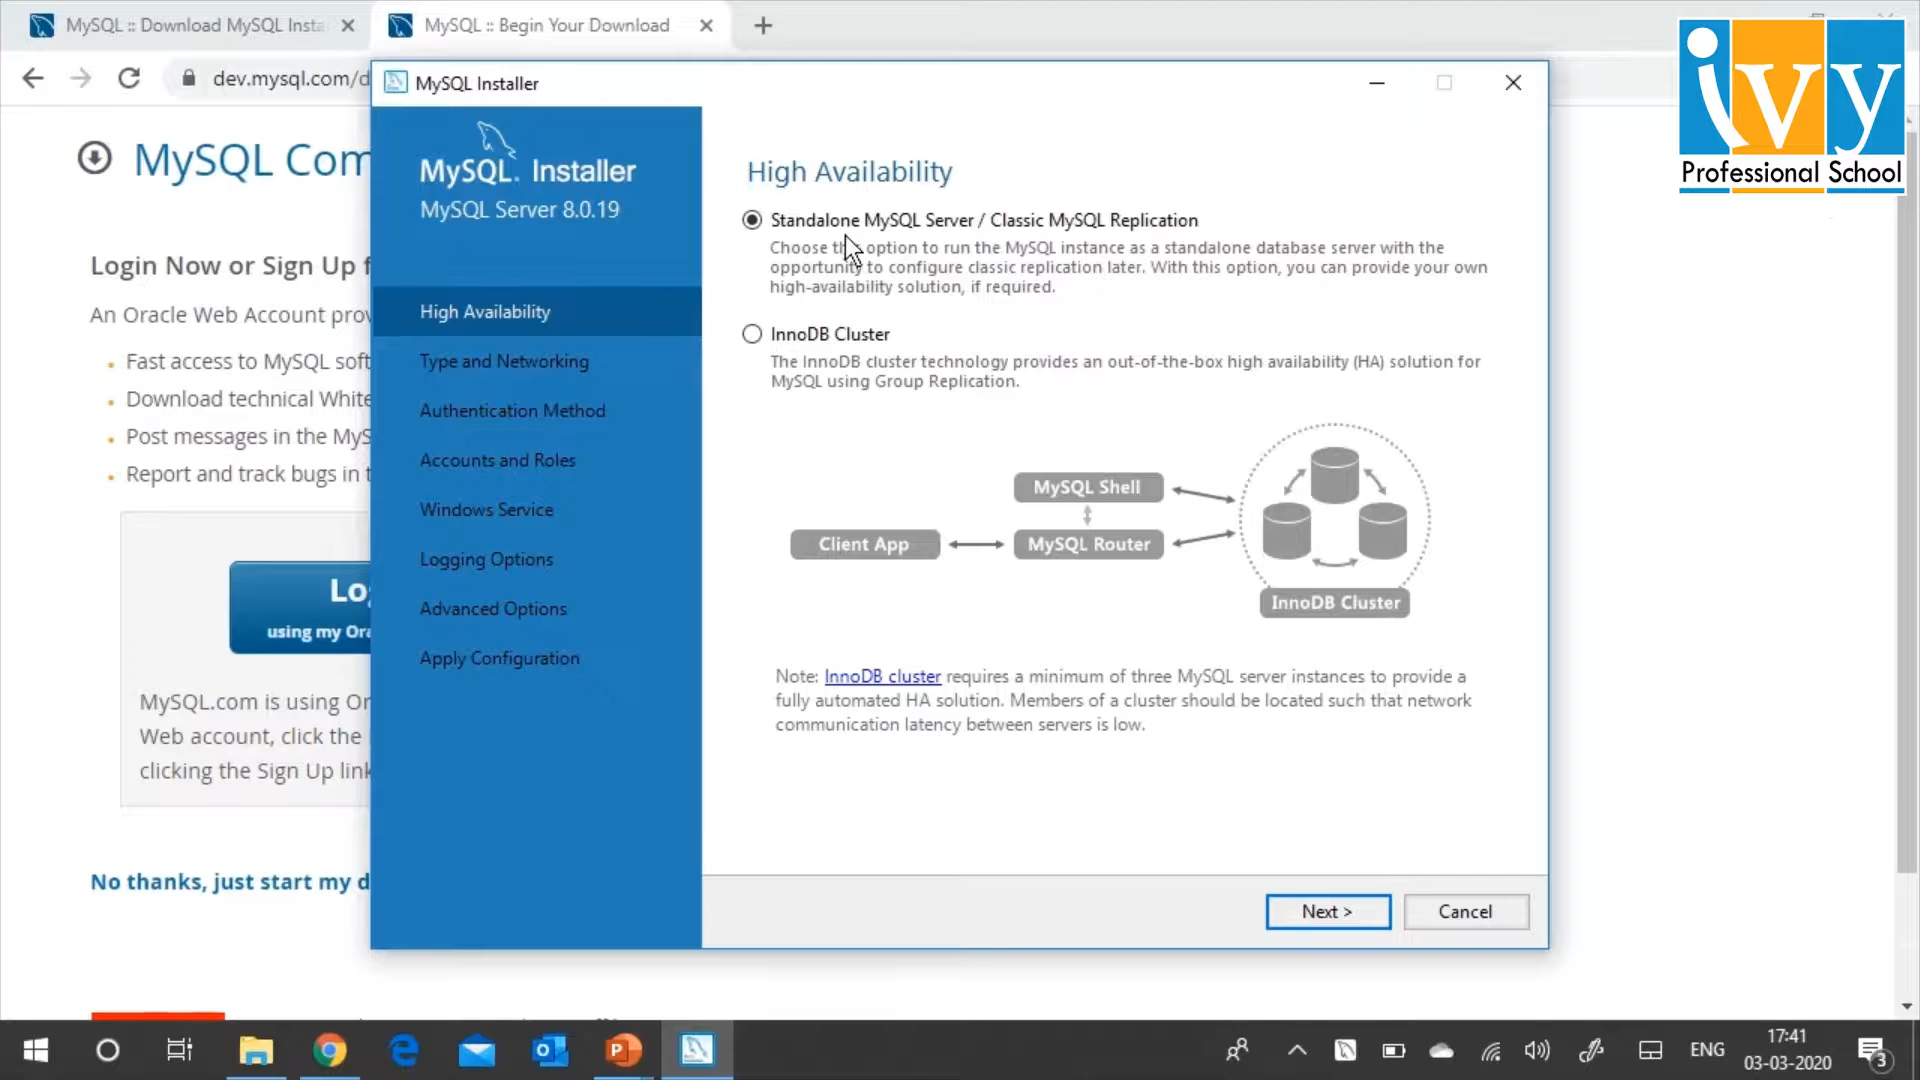 MySQL :: Download MySQL Insta
MySQL :: Begin Your Download
dev.mysql.com/d
MySQL Installer
ivy
Professional School
MySQL Com
MySQL. Installer
MySQL Server 8.0.19
High Availability
Standalone MySQL Server / Classic MySQL Replication
Choose this option to run the MySQL instance as a standalone database server with the
opportunity to configure classic replication later. With this option, you can provide your own
high-availability solution, if required.
InnoDB Cluster
The InnoDB cluster technology provides an out-of-the-box high availability (HA) solution for
MySQL using Group Replication.
MySQL Shell
Client App
MySQL Router
InnoDB Cluster
Note: InnoDB cluster requires a minimum of three MySQL server instances to provide a
fully automated HA solution. Members of a cluster should be located such that network
communication latency between servers is low.
Next >
Cancel
High Availability
Type and Networking
Authentication Method
Accounts and Roles
Windows Service
Logging Options
Advanced Options
Apply Configuration
Login Now or Sign Up f
An Oracle Web Account prov
Fast access to MySQL soft
Download technical White
Post messages in the MyS
Report and track bugs in t
Lo
using my Ora
MySQL.com is using Or
Web account, click the
clicking the Sign Up link
No thanks, just start my d
ENG
17:41
03-03-2020
3